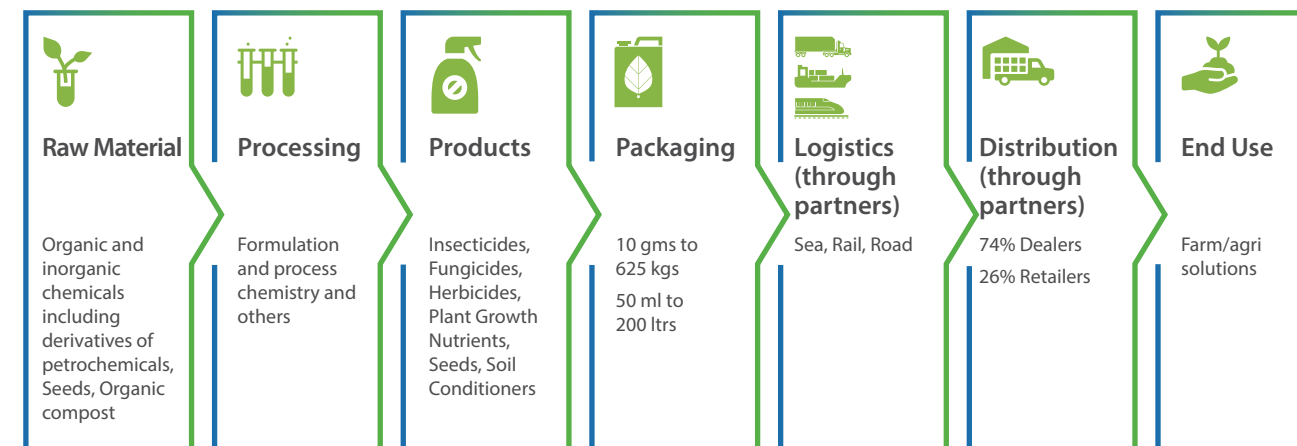 Raw Material
Organic and
inorganic
chemicals
including
derivatives of
petrochemicals,
Seeds, Organic
compost
Processing
Formulation
and process
chemistry and
others
Products
Insecticides,
Fungicides,
Herbicides,
Plant Growth
Nutrients,
Seeds, Soil
Conditioners
Packaging
10 gms to
625 kgs
50 ml to
200 ltrs
Logistics
(through
partners)
Sea, Rail, Road
Distribution
(through
partners)
74% Dealers
26% Retailers
End Use
Farm/agri
solutions